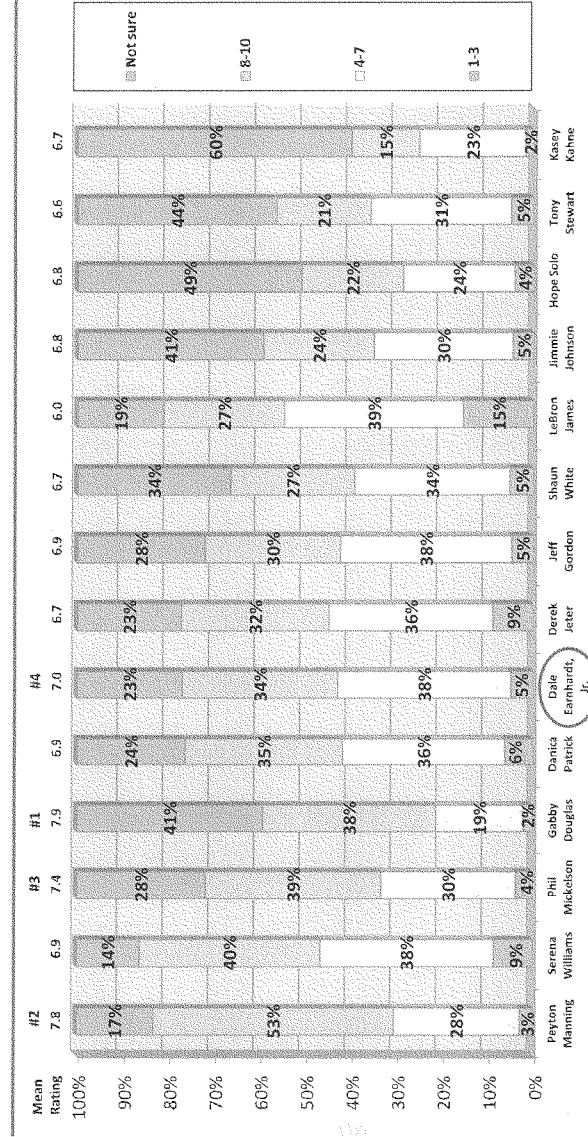 #2 #3 #1 #4
Mean
Rating 7.8 6.9 7.4 7.9 6.9 7.0 6.7 6.9 6.7 6.0 6.8 6.8 6.6 6.7
100%
90%
80%
70%
60%
50%
40%
30%
20%
10%
0%
17% 14% 28% 41% 24% 23% 23% 28% 34% 19% 41% 49% 44% 60%
53% 40% 39% 38% 35% 34% 32% 30% 27% 27% 24% 22% 21% 15%
28% 38% 30% 19% 36% 38% 36% 38% 34% 39% 30% 24% 31% 23%
3% 9% 4% 2% 6% 5% 9% 5% 5% 15% 5% 4% 5% 2%
Peyton
Manning
Serena
Williams
Phil
Mickelson
Gabby
Douglas
Danica
Patrick
Dale
Earnhardt,
Jr.
Derek
Jeter
Jeff
Gordon
Shaun
White
LeBron
James
Jimmie
Johnson
Hope Solo
Tony
Stewart
Kasey
Kahne
Not sure
8-10
4-7
1-3